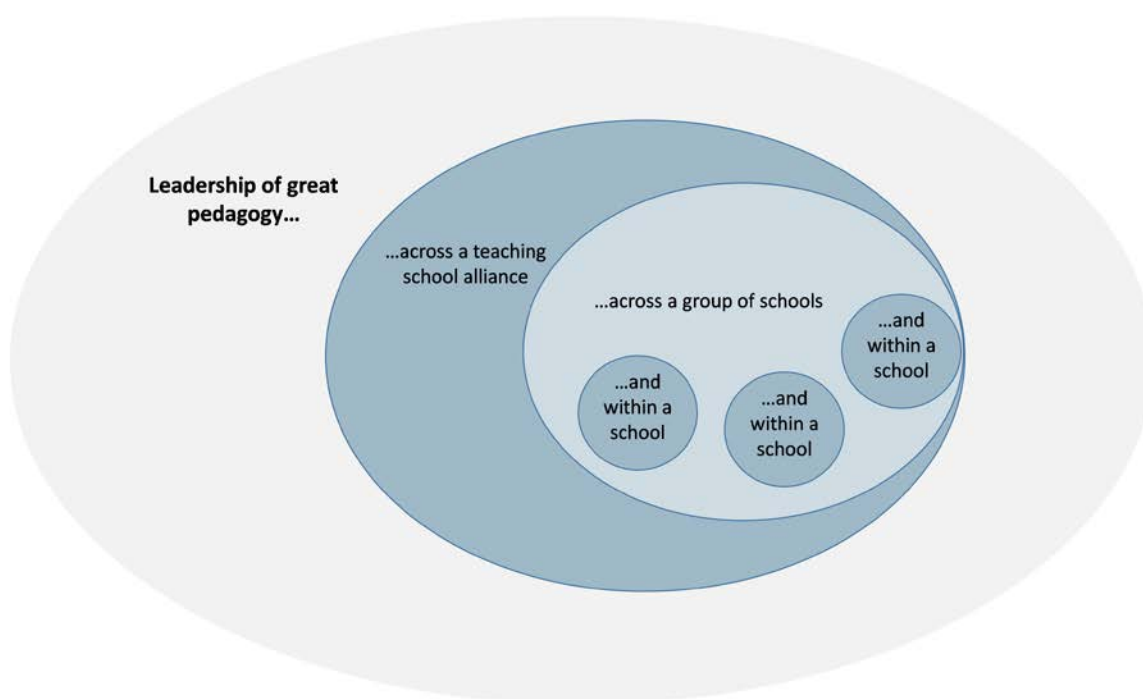 Leadership of great
pedagogy…
…across a teaching
school alliance
…across a group of schools
…and
within a
school
…and
within a
school
…and
within a
school